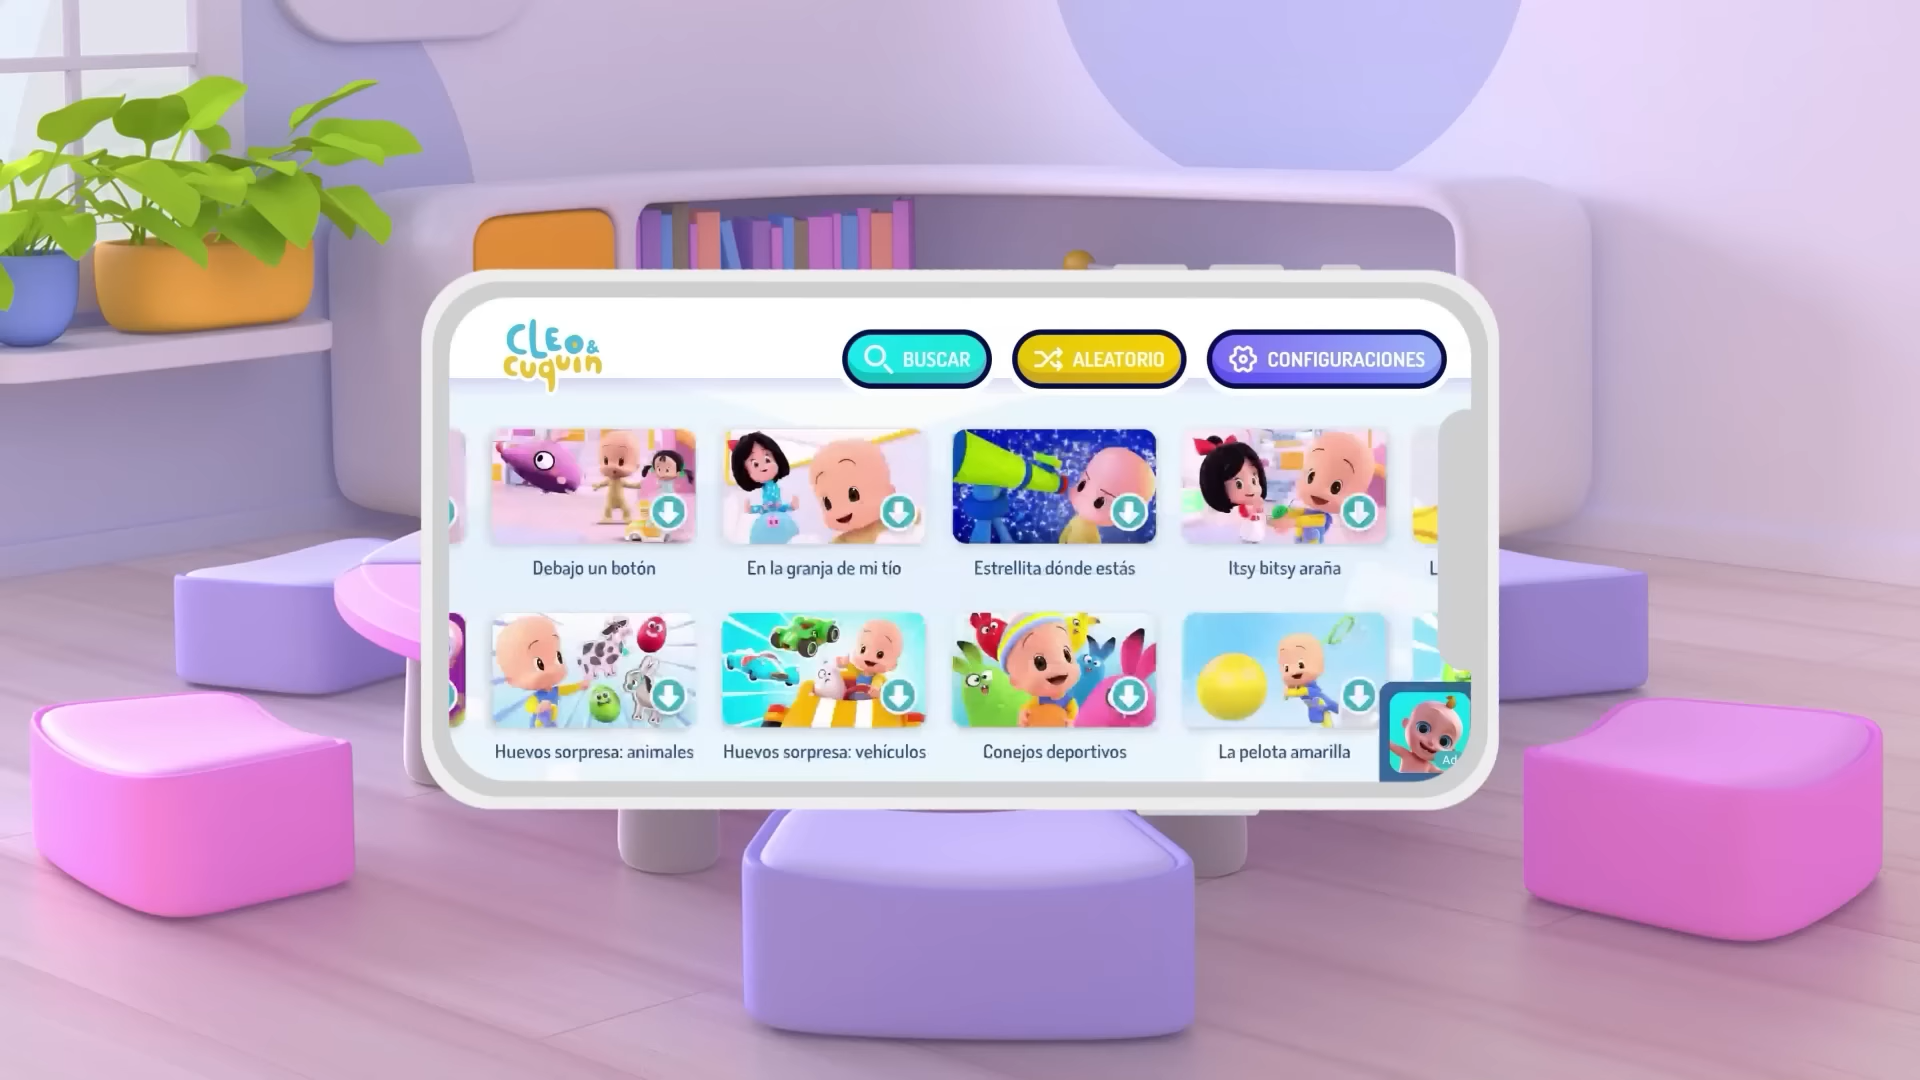 CLEO &
CUQUIN
BUSCAR
ALEATORIO
CONFIGURACIONES
Debajo un botón
En la granja de mi tío
Estrellita dónde estás
Itsy bitsy araña
L
Huevos sorpresa: animales
Huevos sorpresa: vehículos
Conejos deportivos
La pelota amarilla
Ad